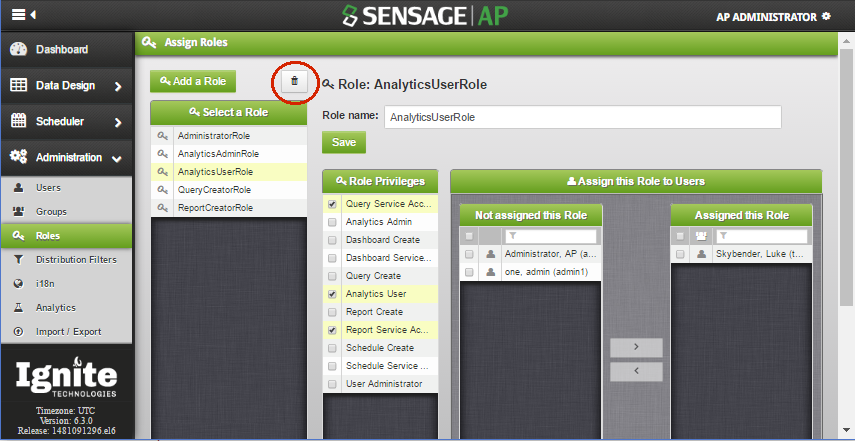 SENSAGE AP
AP ADMINISTRATOR
Dashboard
Data Design
Scheduler
Administration
Users
Groups
Roles
Distribution Filters
i18n
Analytics
Import / Export
Ignite
TECHNOLOGIES
Timezone: UTC
Version: 6.3.0
Release: 1481091296.el6
Assign Roles
Add a Role
Select a Role
AdministratorRole
AnalyticsAdminRole
AnalyticsUserRole
QueryCreatorRole
ReportCreatorRole
Role: AnalyticsUserRole
Role name: AnalyticsUserRole
Save
Role Privileges
Query Service Acc...
Analytics Admin
Dashboard Create
Dashboard Service...
Query Create
Analytics User
Report Create
Report Service Ac...
Schedule Create
Schedule Service ...
User Administrator
Assign this Role to Users
Not assigned this Role
Administrator, AP (a...
one, admin (admin1)
Assigned this Role
Skybender, Luke (t...